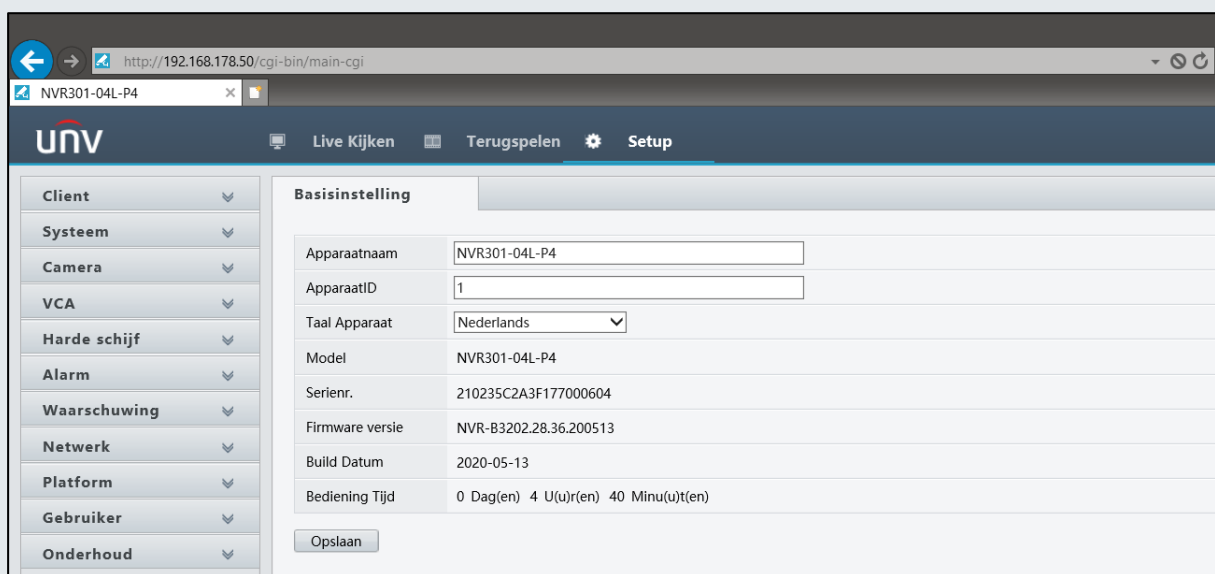 http://192.168.178.50/cgi-bin/main-cgi
NVR301-04L-P4
unv
Live Kijken
Terugspelen
Setup
Client
Systeem
Camera
VCA
Harde schijf
Alarm
Waarschuwing
Netwerk
Platform
Gebruiker
Onderhoud
Basisinstelling
Apparaatnaam NVR301-04L-P4
ApparaatID 1
Taal Apparaat Nederlands
Model NVR301-04L-P4
Serienr. 210235C2A3F177000604
Firmware versie NVR-B3202.28.36.200513
Build Datum 2020-05-13
Bediening Tijd 0 Dag(en) 4 U(u)r(en) 40 Minu(u)t(en)
Opslaan